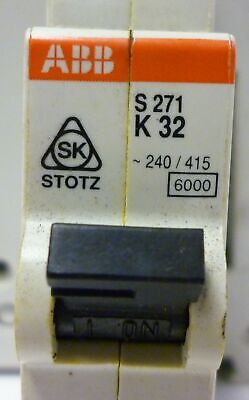 ABB
S 271
K 32
SK
STOTZ
~ 240 / 415
6000
I ON